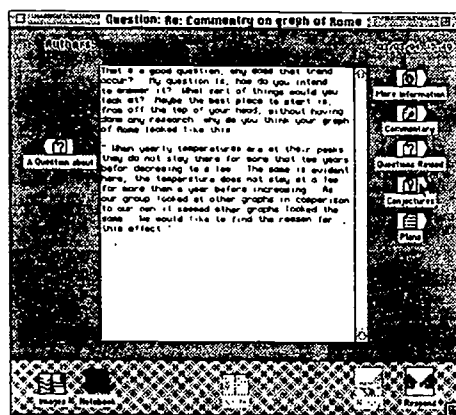 Question: Re: Commentry on graph of Rome
Authors
That's a good question, why does that trend
occur? My question is, how do you intend
to answer it? What sort of things would you
look at? Maybe the best place to start is,
from off the top of your head, without having
done any research, why do you think your graph
of Rome looked like this
" When yearly temperatures are at their peaks
they do not stay there for more that two years
befor decresing to a low. The same is evident
here, the temperature does not stay at a low
for more than a year before increasing. As
our group looked at other graphs in comparison
to our own it seemed other graphs looked the
same. We would like to find the reason for
this effect."
A Question about
More Information
Commentary
Questions Raised
Conjectures
Plans
Images
Notebook
Respond